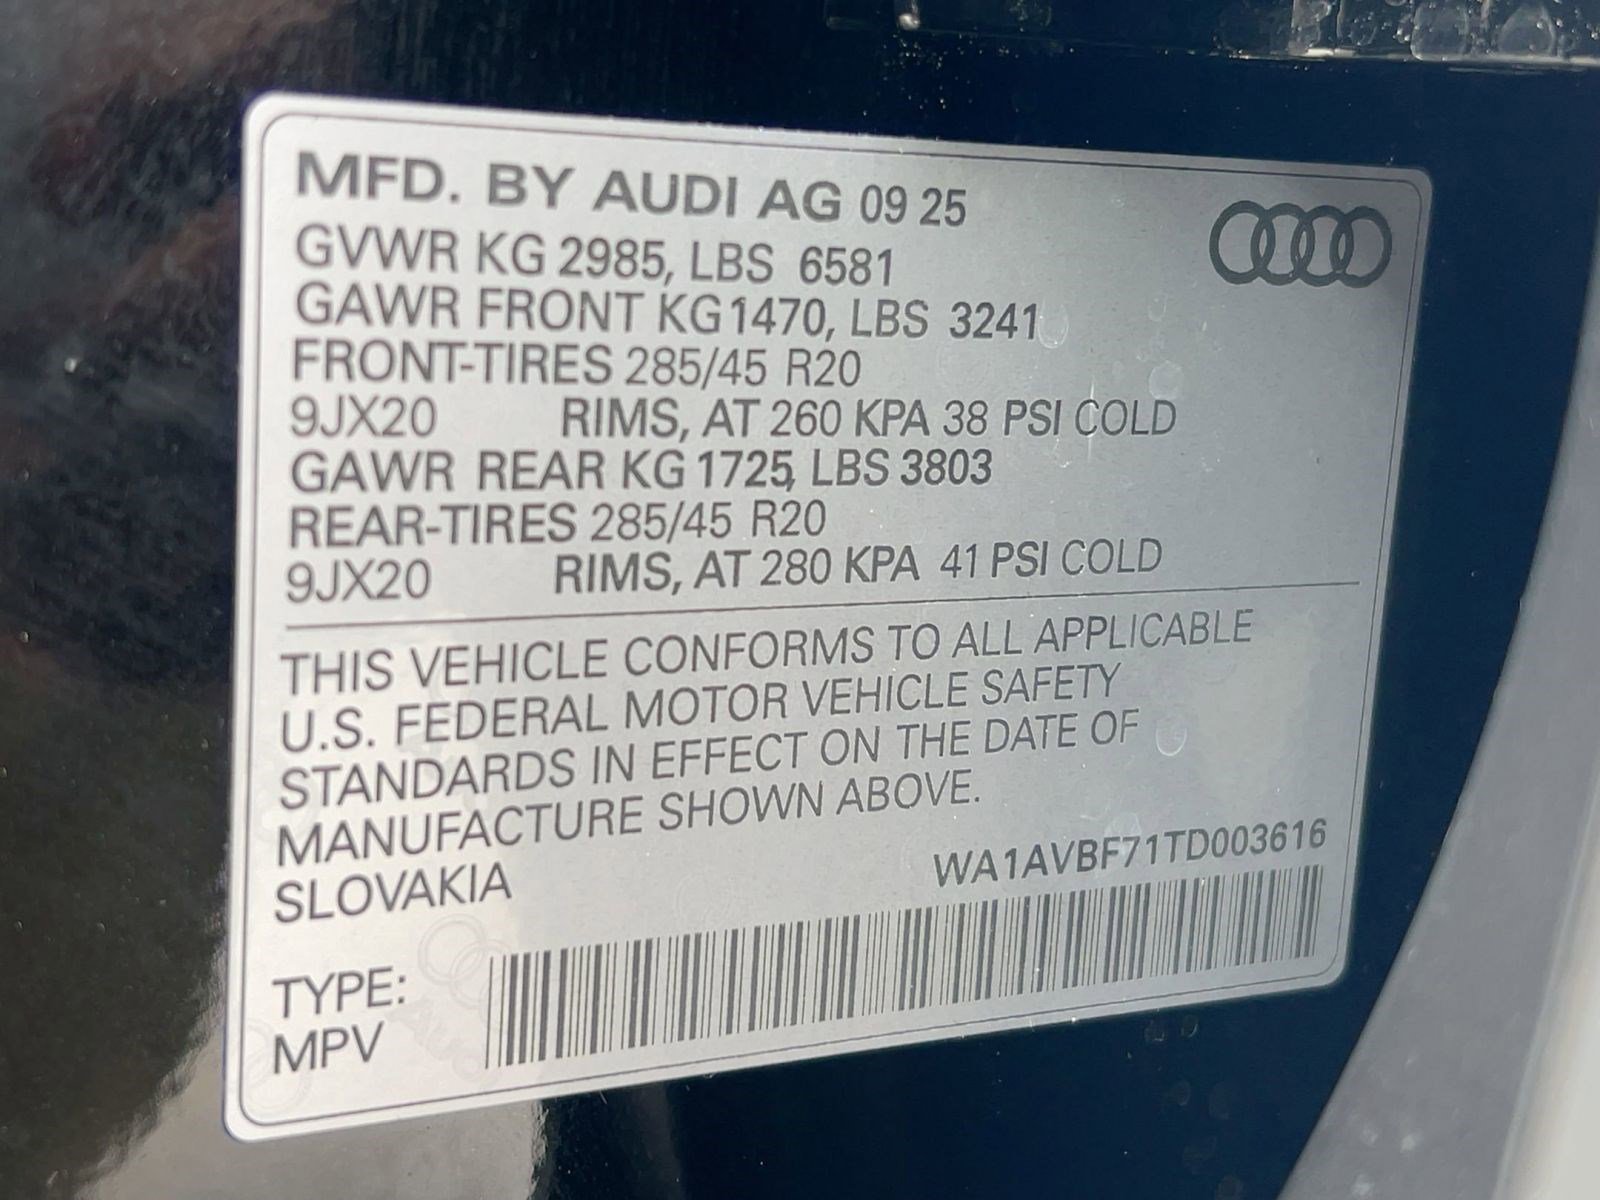 MFD. BY AUDI AG 09 25
GVWR KG 2985, LBS 6581
GAWR FRONT KG 1470, LBS 3241
FRONT-TIRES 285/45 R20
9JX20 RIMS, AT 260 KPA 38 PSI COLD
GAWR REAR KG 1725, LBS 3803
REAR-TIRES 285/45 R20
9JX20 RIMS, AT 280 KPA 41 PSI COLD
THIS VEHICLE CONFORMS TO ALL APPLICABLE
U.S. FEDERAL MOTOR VEHICLE SAFETY
STANDARDS IN EFFECT ON THE DATE OF
MANUFACTURE SHOWN ABOVE.
SLOVAKIA
WA1AVBF71TD003616
TYPE:
MPV